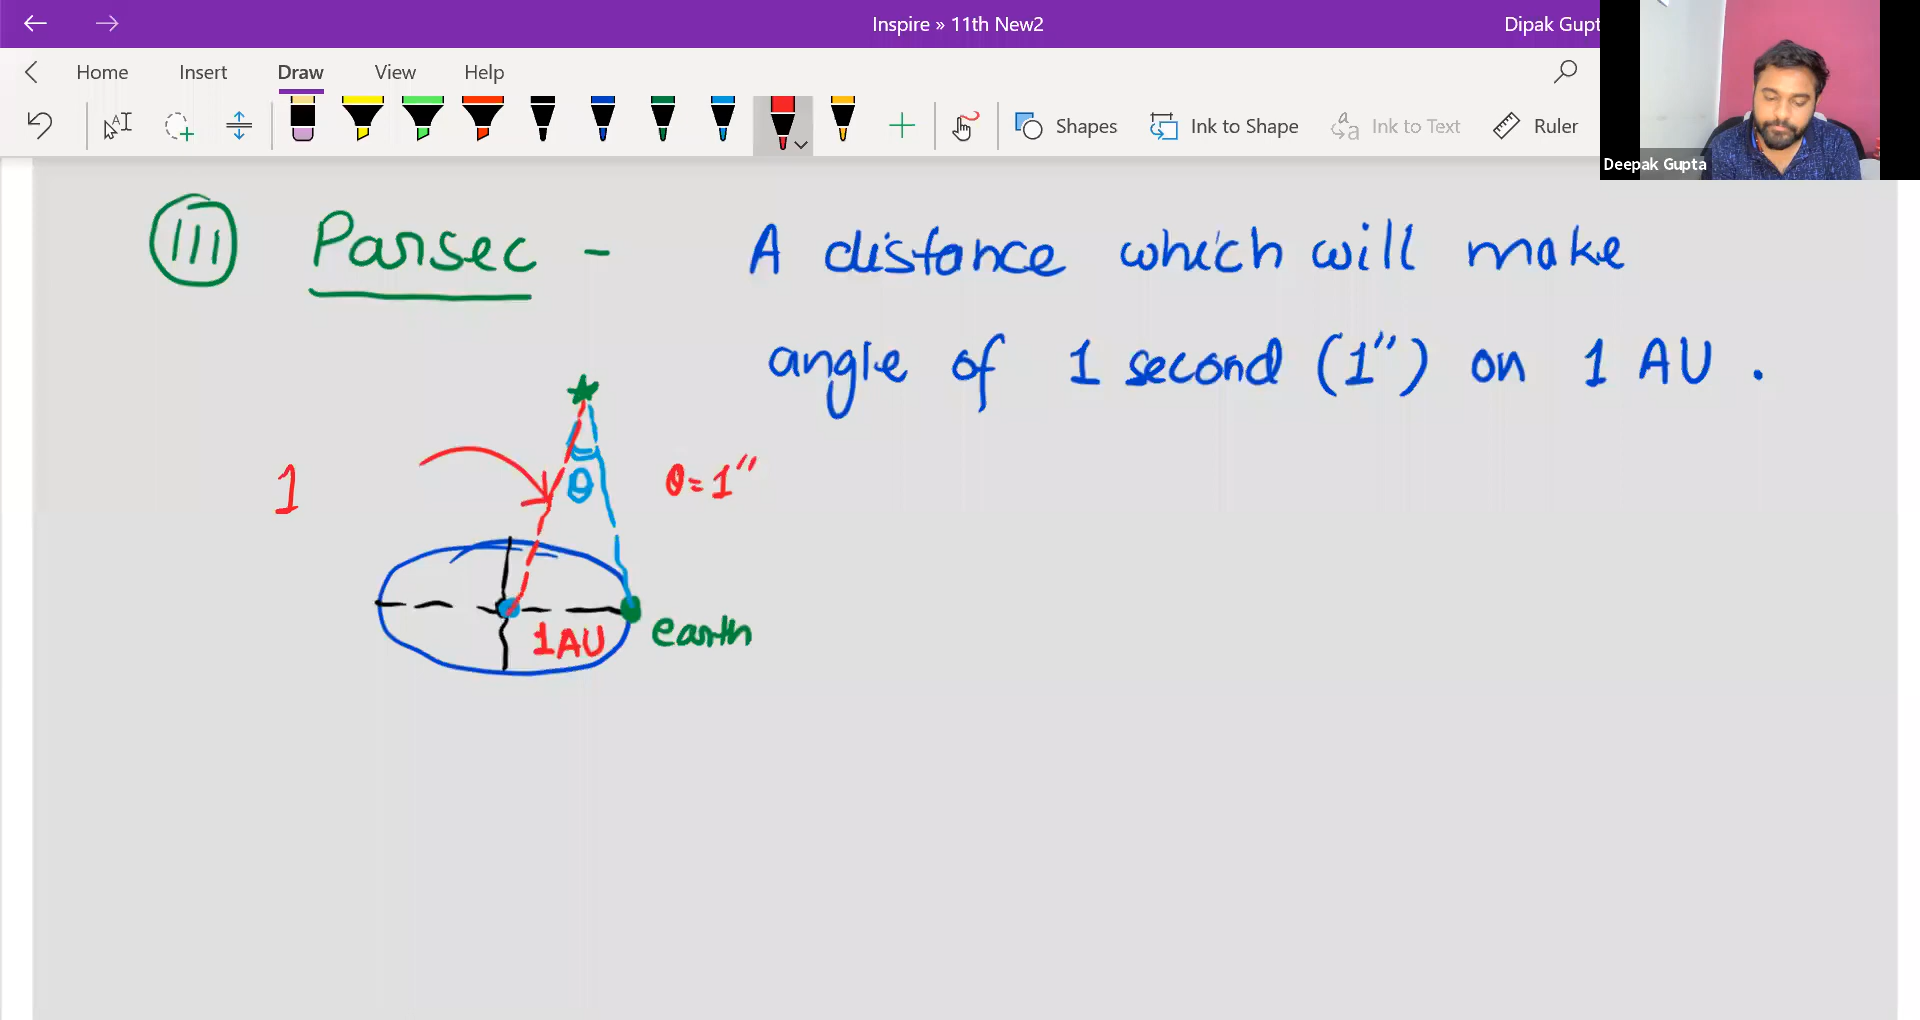 Inspire » 11th New2
Dipak Gupt
Home Insert Draw View Help
Shapes Ink to Shape Ink to Text Ruler
Deepak Gupta
III Parsec - A distance which will make
angle of 1 second (1") on 1 AU .
1
θ
θ = 1"
1AU
earth